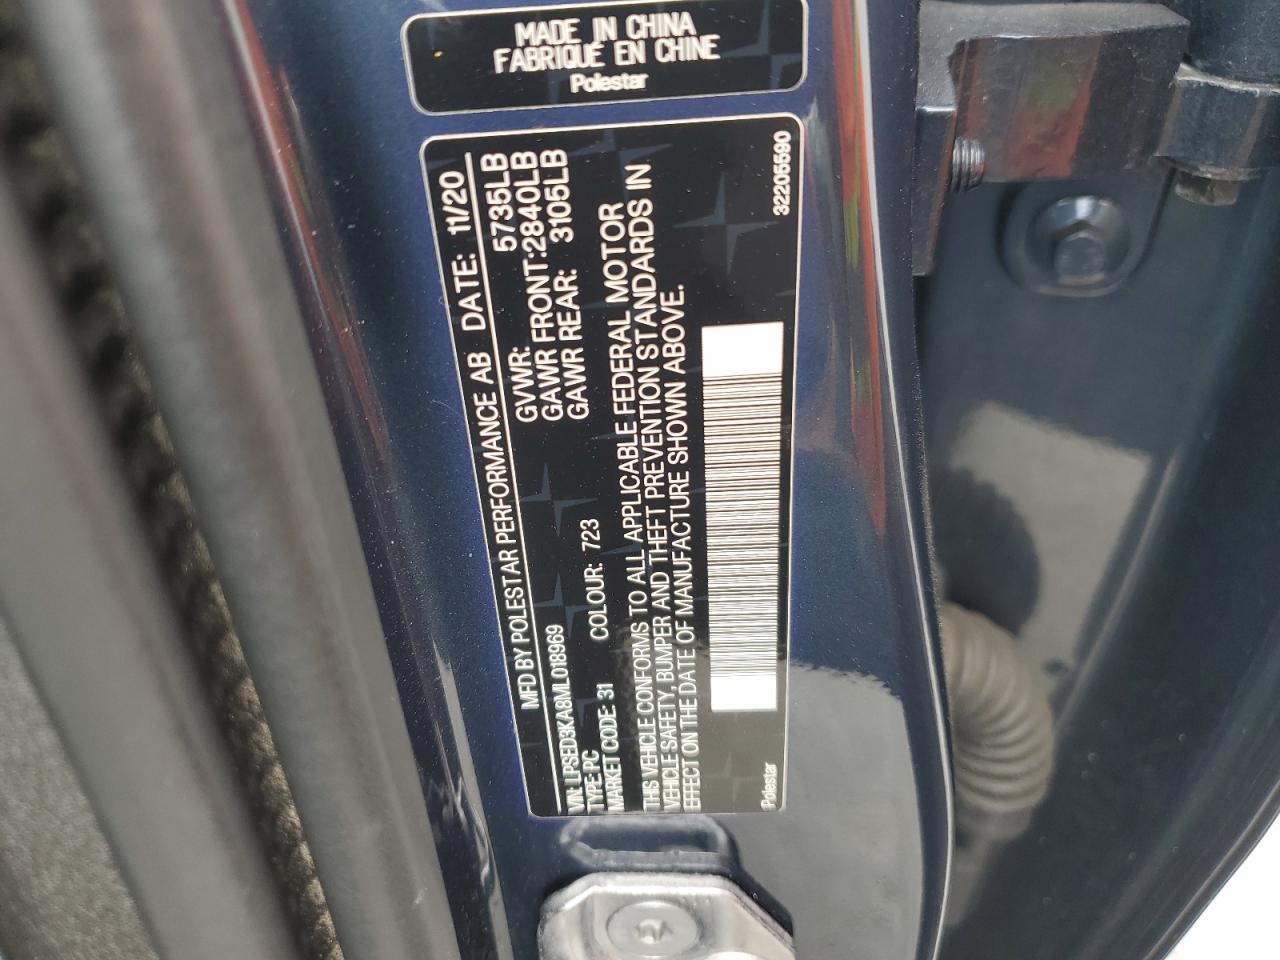 MADE IN CHINA
FABRIQUÉ EN CHINE
Polestar
MFD BY POLESTAR PERFORMANCE AB DATE: 11/20
GVWR: 5735LB
GAWR FRONT: 2840LB
GAWR REAR: 3105LB
VIN: LPSED3KA8ML018969
TYPE: PC
MARKET CODE: 31 COLOUR: 723
THIS VEHICLE CONFORMS TO ALL APPLICABLE FEDERAL MOTOR
VEHICLE SAFETY, BUMPER AND THEFT PREVENTION STANDARDS IN
EFFECT ON THE DATE OF MANUFACTURE SHOWN ABOVE.
Polestar
32205590